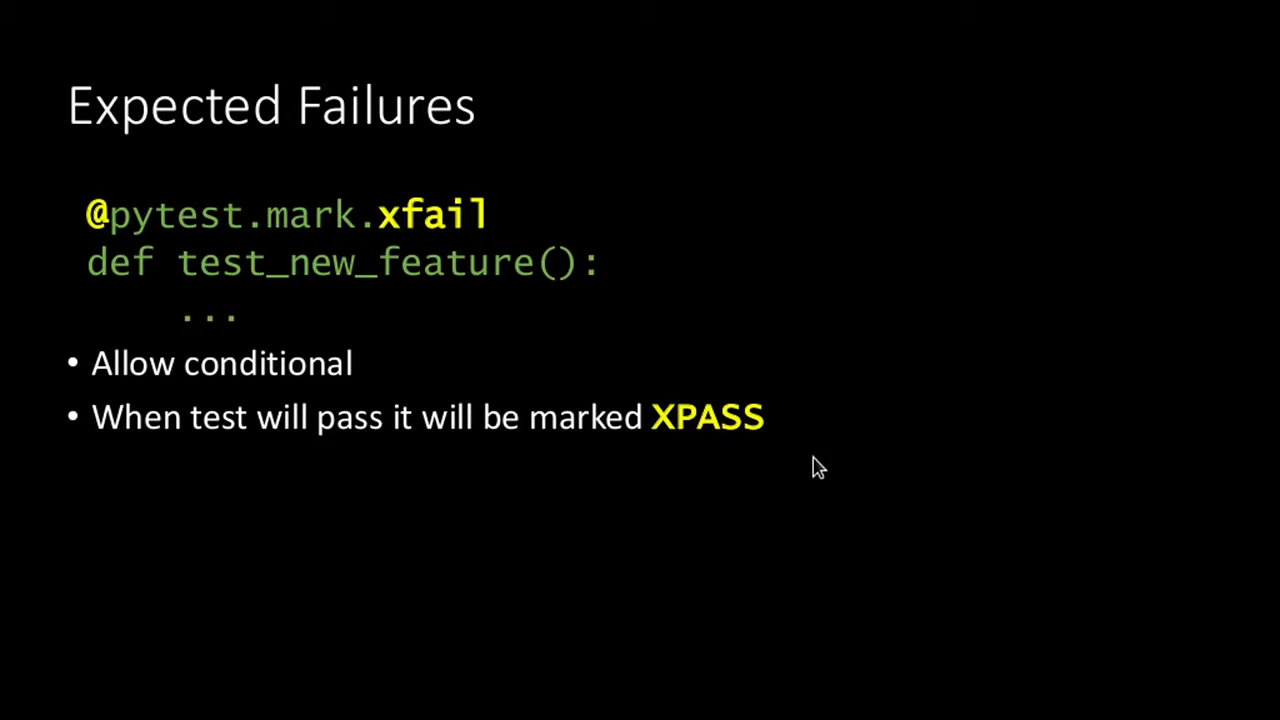 Expected Failures
@pytest.mark.xfail
def test_new_feature():
    ...
• Allow conditional
• When test will pass it will be marked XPASS